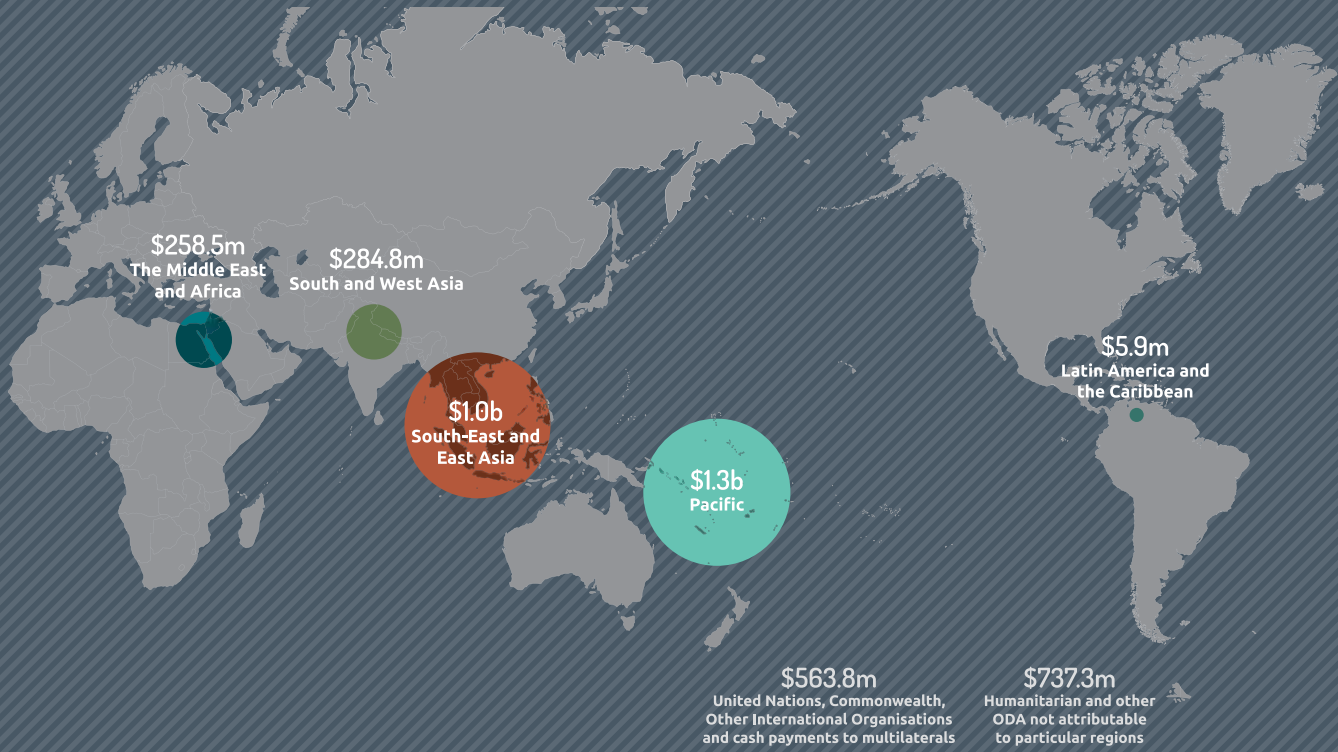 $258.5m
The Middle East
and Africa
$284.8m
South and West Asia
$1.0b
South-East and
East Asia
$1.3b
Pacific
$5.9m
Latin America and
the Caribbean
$563.8m
United Nations, Commonwealth,
Other International Organisations
and cash payments to multilaterals
$737.3m
Humanitarian and other
ODA not attributable
to particular regions